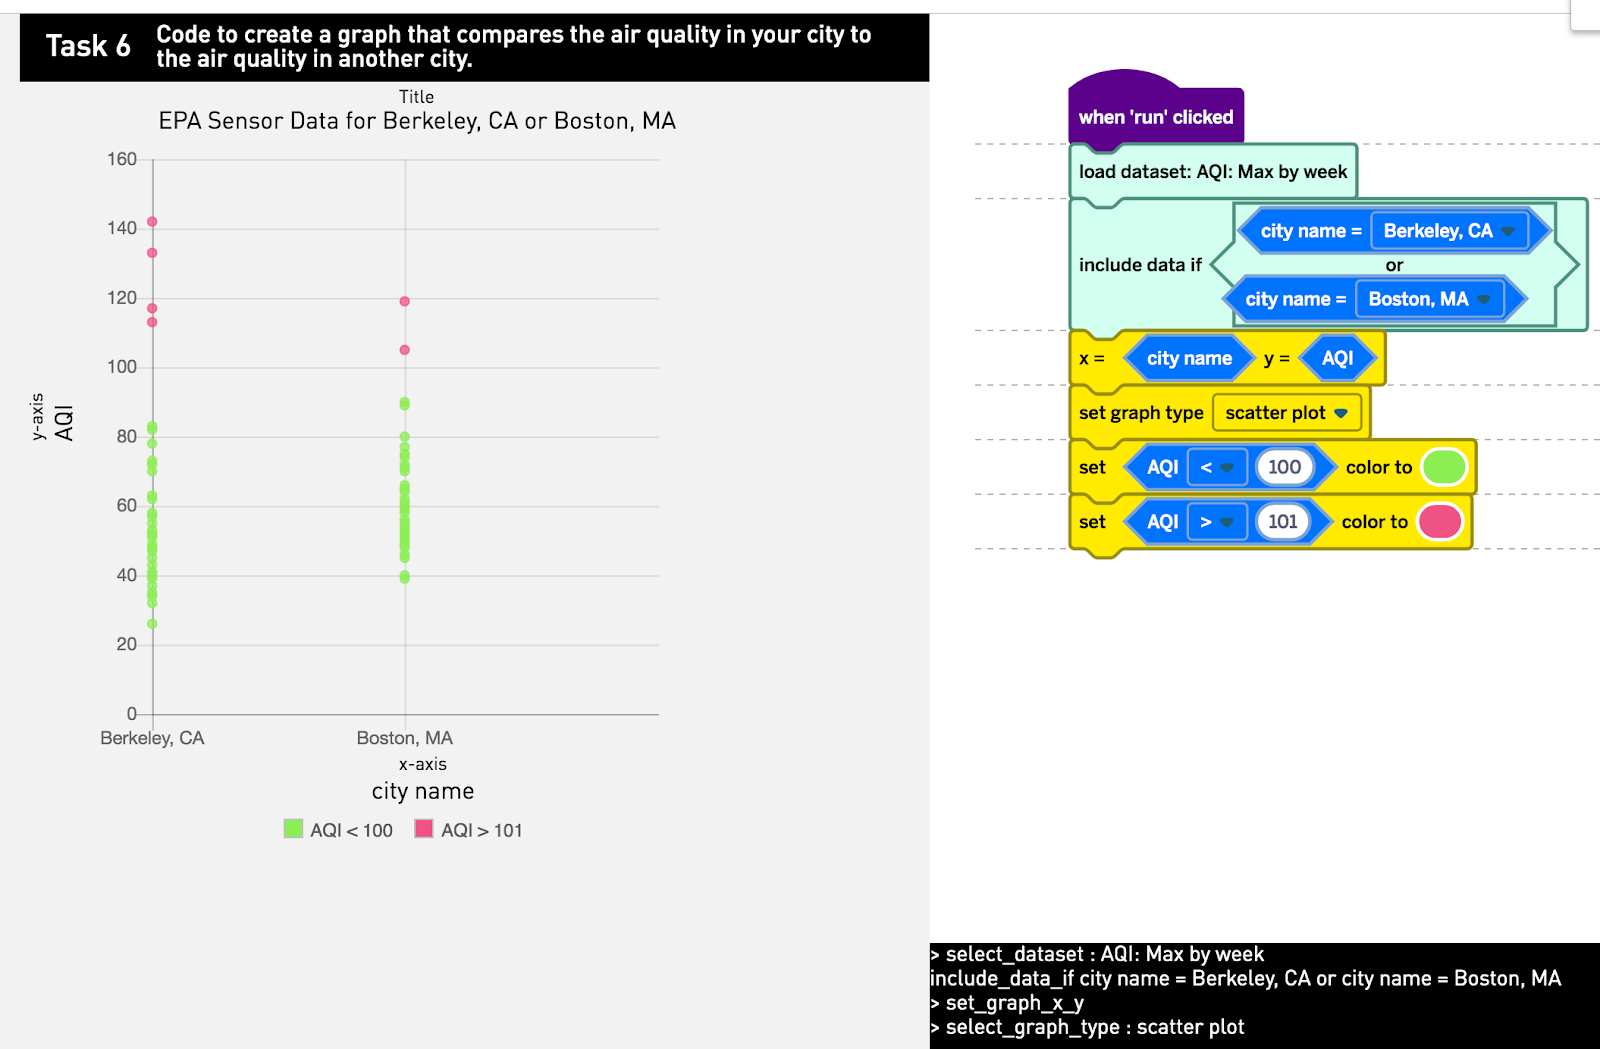 Task 6
Code to create a graph that compares the air quality in your city to
the air quality in another city.
Title
EPA Sensor Data for Berkeley, CA or Boston, MA
160
140
120
100
80
60
40
20
0
y-axis
AQI
Berkeley, CA
Boston, MA
x-axis
city name
AQI < 100
AQI > 101
when 'run' clicked
load dataset: AQI: Max by week
city name = Berkeley, CA
include data if
or
city name = Boston, MA
x = city name y = AQI
set graph type scatter plot
set AQI < 100 color to
set AQI > 101 color to
> select_dataset : AQI: Max by week
include_data_if city name = Berkeley, CA or city name = Boston, MA
> set_graph_x_y
> select_graph_type : scatter plot